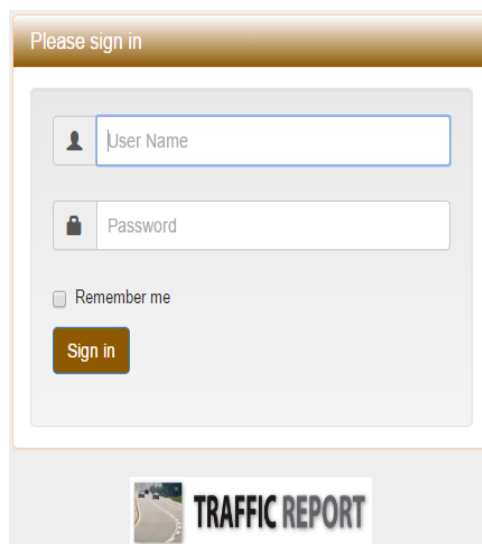 Please sign in
User Name
Password
Remember me
Sign in
TRAFFIC REPORT